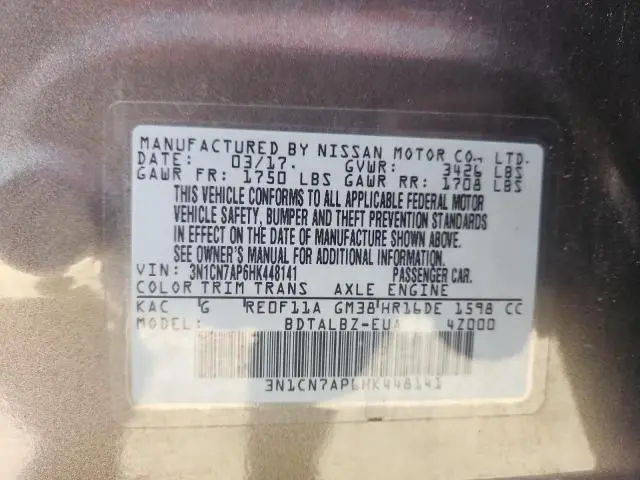 MANUFACTURED BY NISSAN MOTOR CO., LTD.
DATE: 03/17. GVWR: 3426 LBS
GAWR FR: 1750 LBS GAWR RR: 1708 LBS
THIS VEHICLE CONFORMS TO ALL APPLICABLE FEDERAL MOTOR
VEHICLE SAFETY, BUMPER AND THEFT PREVENTION STANDARDS
IN EFFECT ON THE DATE OF MANUFACTURE SHOWN ABOVE.
SEE OWNER'S MANUAL FOR ADDITIONAL INFORMATION.
VIN: 3N1CN7AP6HK448141 PASSENGER CAR.
COLOR TRIM TRANS AXLE ENGINE
KAC G RE0F11A GM38 HR16DE 1598 CC
MODEL: BDTALBZ-EUA 4Z000
3N1CN7AP6HK448141